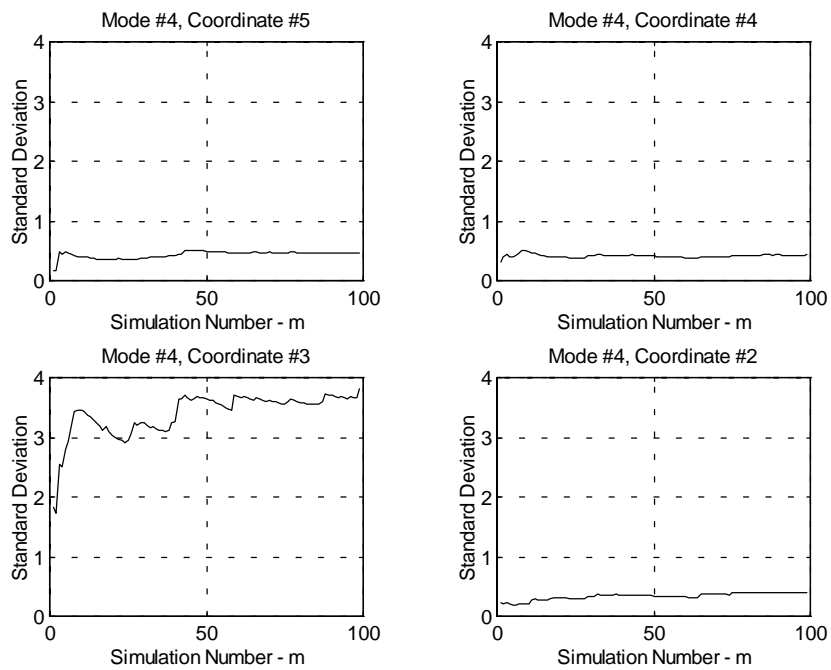 Mode #4, Coordinate #5
4
3
2
1
0
Standard Deviation
0
50
100
Simulation Number - m
Mode #4, Coordinate #4
4
3
2
1
0
Standard Deviation
0
50
100
Simulation Number - m
Mode #4, Coordinate #3
4
3
2
1
0
Standard Deviation
0
50
100
Simulation Number - m
Mode #4, Coordinate #2
4
3
2
1
0
Standard Deviation
0
50
100
Simulation Number - m